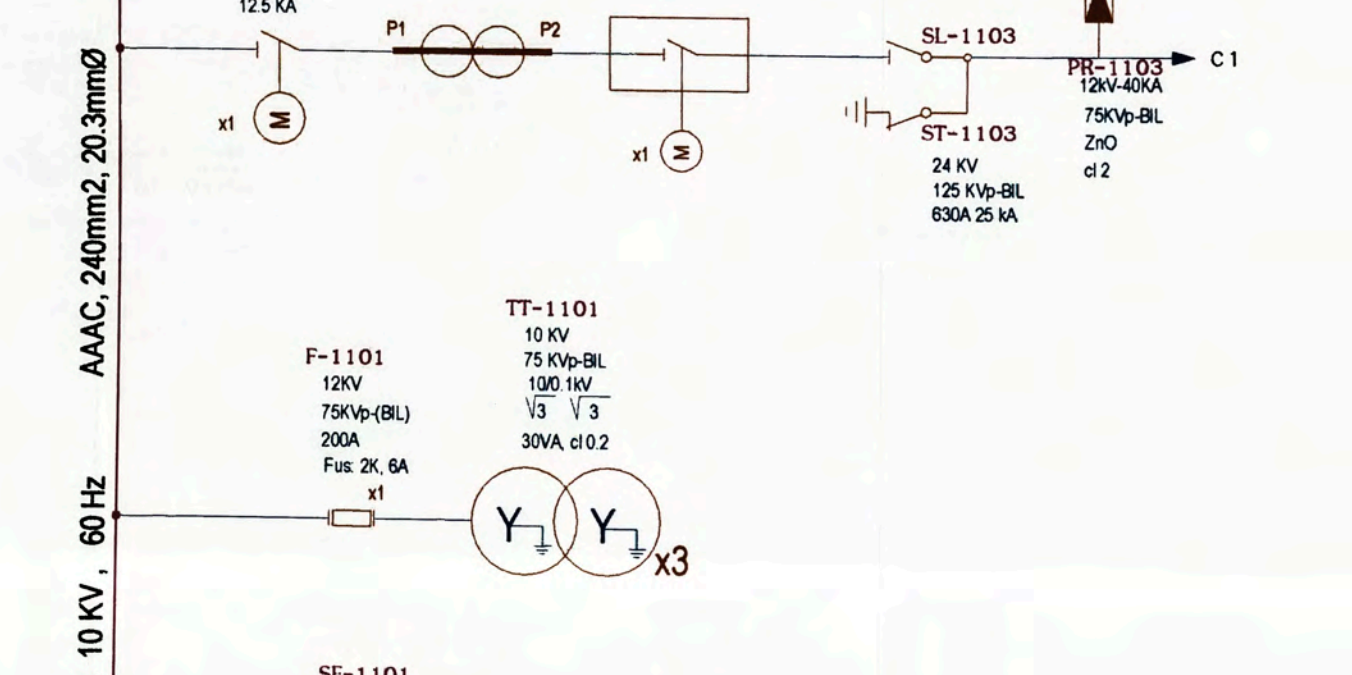 12.5 KA
P1
P2
SL-1103
C1
PR-1103
12kV-40KA
75KVp-BIL
ZnO
cl 2
x1
M
x1
M
ST-1103
24 KV
125 KVp-BIL
630A 25 kA
10 KV, 60 Hz AAAC, 240mm2, 20.3mmØ
TT-1101
10 KV
75 KVp-BIL
10/0.1kV
√3 √3
30VA, cl 0.2
F-1101
12KV
75KVp-(BIL)
200A
Fus: 2K, 6A
x1
x3